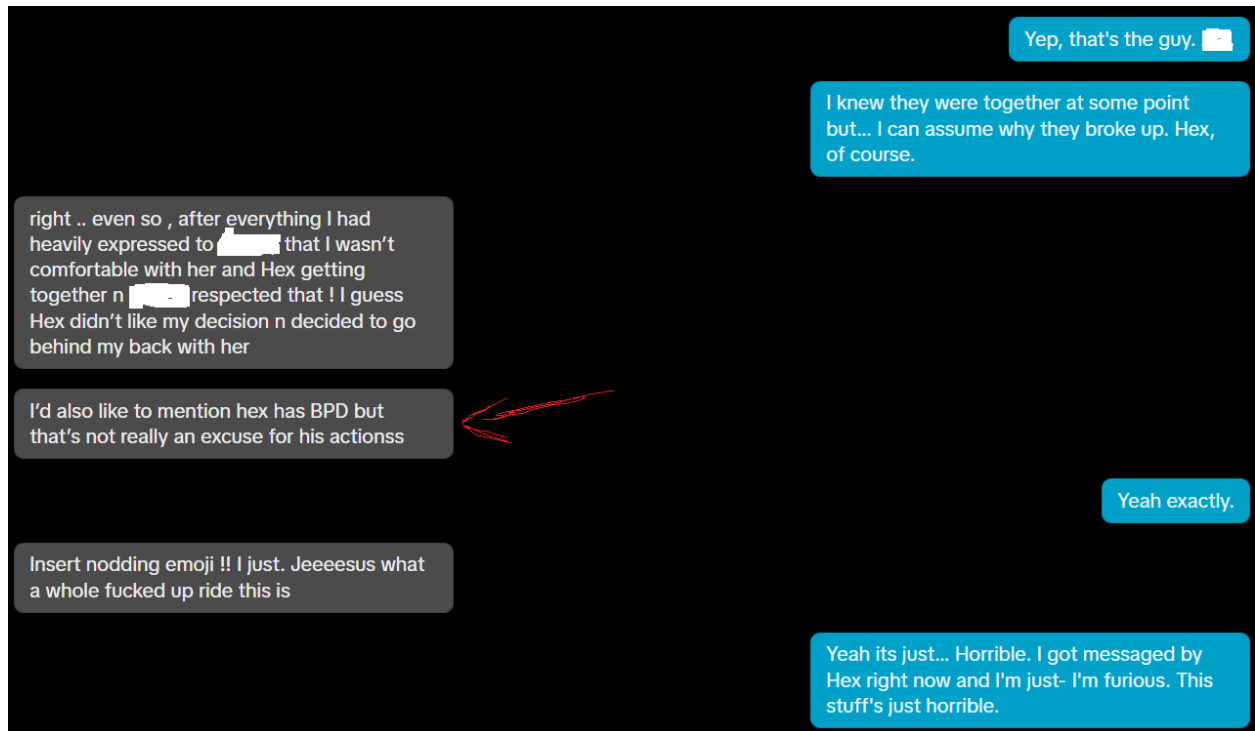 Yep, that's the guy.
I knew they were together at some point
but... I can assume why they broke up. Hex,
of course.
right .. even so , after everything I had
heavily expressed to that I wasn't
comfortable with her and Hex getting
together n respected that ! I guess
Hex didn't like my decision n decided to go
behind my back with her
I'd also like to mention hex has BPD but
that's not really an excuse for his actionss
Yeah exactly.
Insert nodding emoji !! I just. Jeeeesus what
a whole fucked up ride this is
Yeah its just... Horrible. I got messaged by
Hex right now and I'm just- I'm furious. This
stuff's just horrible.